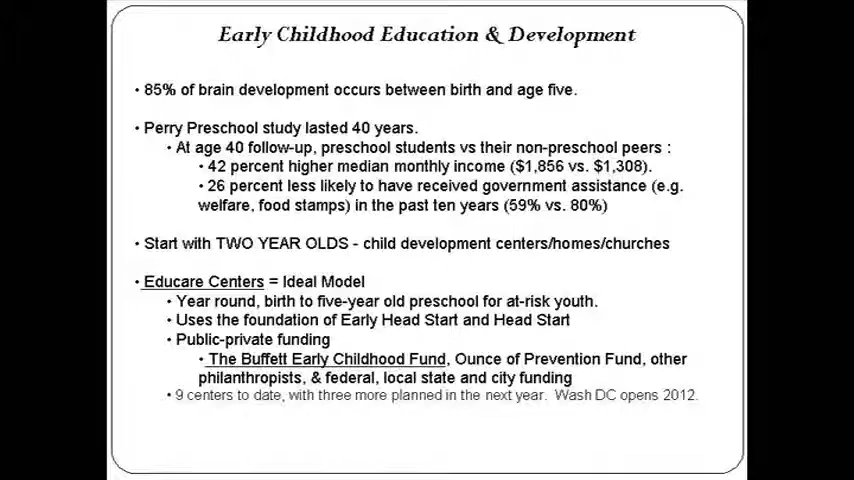 Early Childhood Education & Development
• 85% of brain development occurs between birth and age five.
• Perry Preschool study lasted 40 years.
• At age 40 follow-up, preschool students vs their non-preschool peers :
• 42 percent higher median monthly income ($1,856 vs. $1,308).
• 26 percent less likely to have received government assistance (e.g.
welfare, food stamps) in the past ten years (59% vs. 80%)
• Start with TWO YEAR OLDS - child development centers/homes/churches
• Educare Centers = Ideal Model
• Year round, birth to five-year old preschool for at-risk youth.
• Uses the foundation of Early Head Start and Head Start
• Public-private funding
• The Buffett Early Childhood Fund, Ounce of Prevention Fund, other
philanthropists, & federal, local state and city funding
• 9 centers to date, with three more planned in the next year. Wash DC opens 2012.